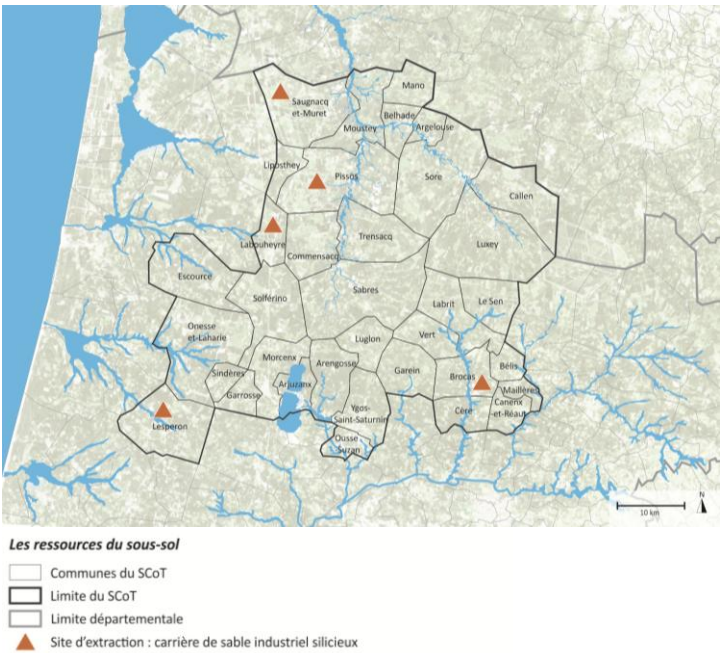 Mano
Saugnacq
et-Muret
Belhade
Moustey
Argelouse
Liposthey
Pissos
Sore
Callen
Labouheyre
Trensacq
Luxey
Commensacq
Escource
Sabres
Solférino
Labrit
Le Sen
Onesse
et-Laharie
Vert
Luglon
Morcenx
Arengosse
Garein
Bélis
Sindères
Brocas
Arjuzanx
Maillères
Garrosse
Canenx
-et-Réaut
Ygos-
Saint-Saturnin
Cère
Lesperon
Ousse
Suzan
10 km
N
Les ressources du sous-sol
Communes du SCoT
Limite du SCoT
Limite départementale
Site d'extraction : carrière de sable industriel silicieux